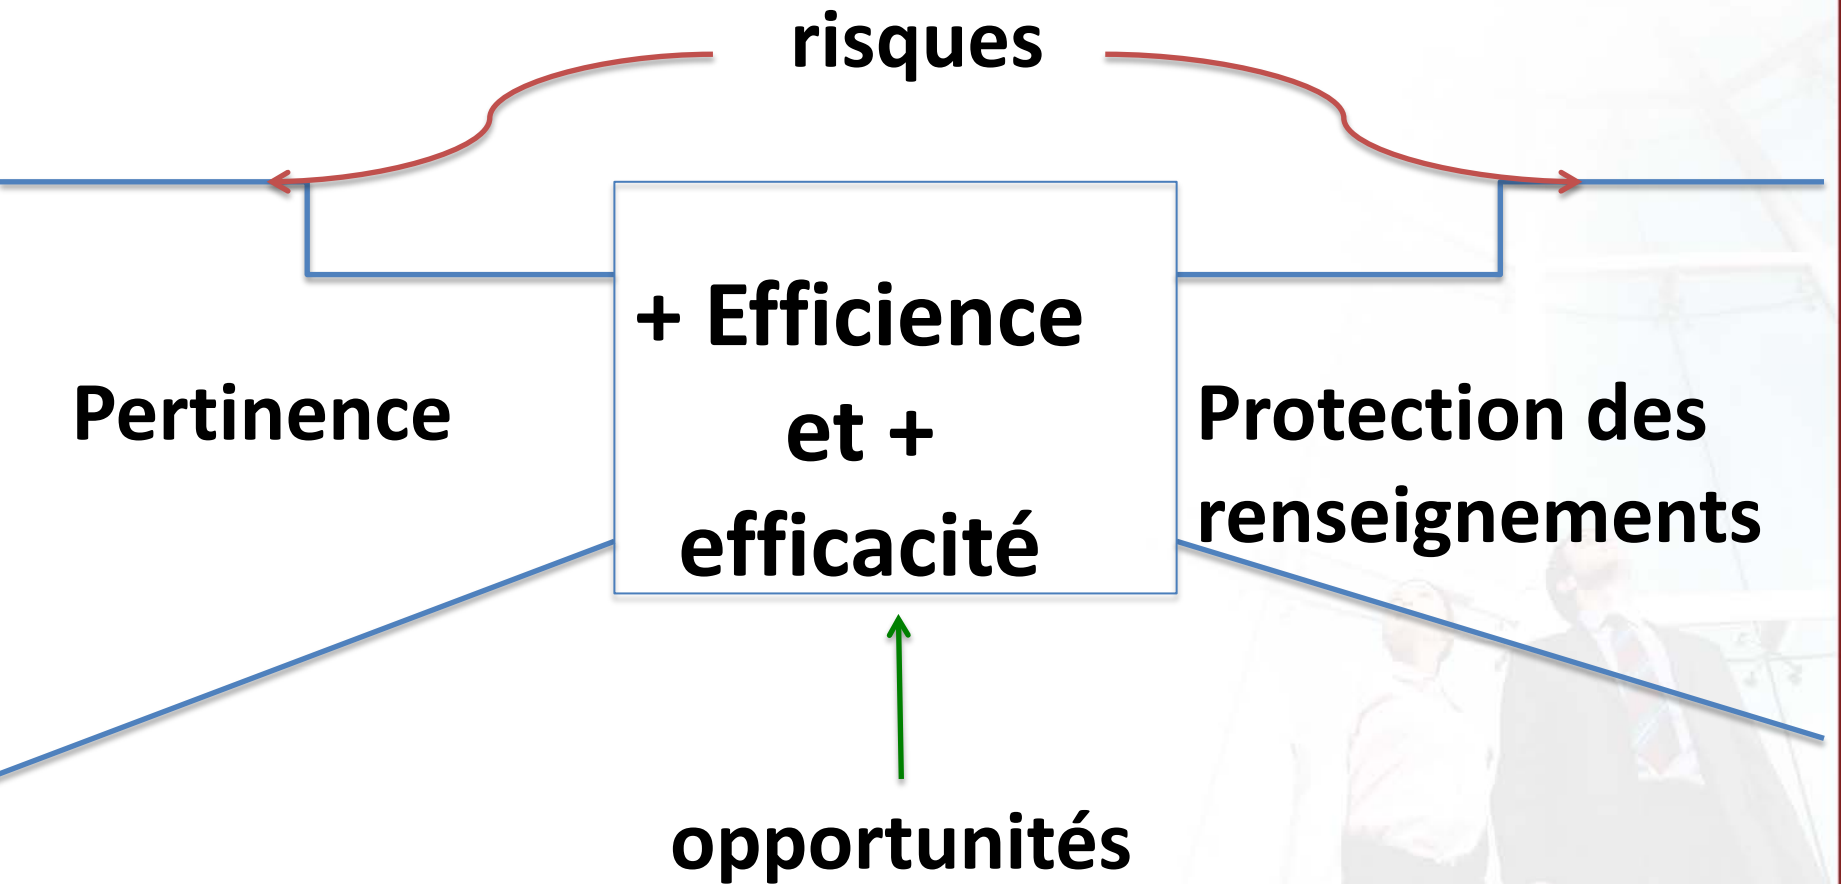 risques
+ Efficience
et +
efficacité
Pertinence
Protection des
renseignements
opportunités